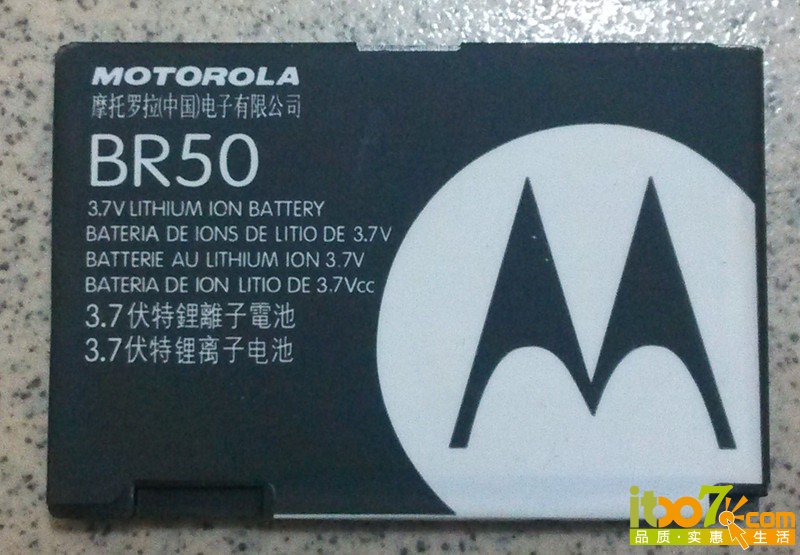 MOTOROLA
摩托罗拉(中国)电子有限公司
BR50
3.7V LITHIUM ION BATTERY
BATERIA DE IONS DE LITIO DE 3.7V
BATTERIE AU LITHIUM ION 3.7V
BATERIA DE ION LITIO DE 3.7Vcc
3.7伏特鋰離子電池
3.7伏特锂离子电池
itbo7.com
品质·实惠 生活